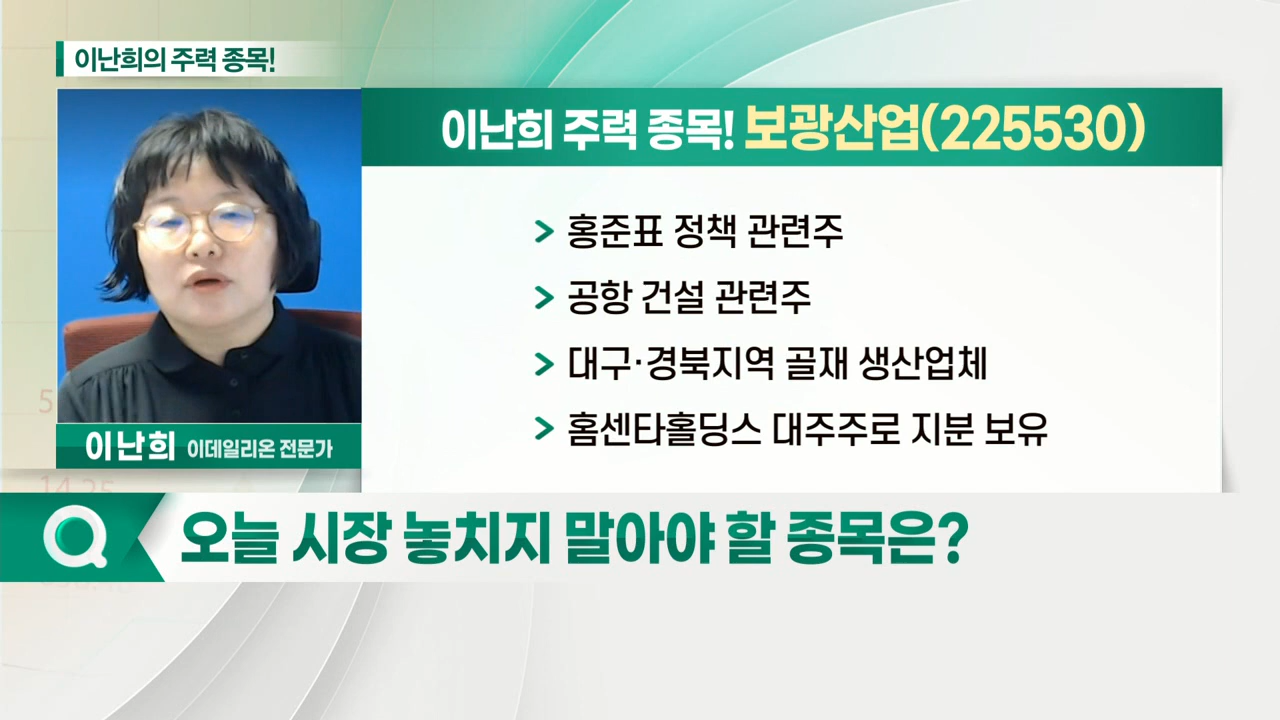 이난희의 주력 종목!
이난희 주력 종목! 보광산업(225530)
> 홍준표 정책 관련주
> 공항 건설 관련주
> 대구·경북지역 골재 생산업체
> 홈센타홀딩스 대주주로 지분 보유
이난희 이데일리온 전문가
Q 오늘 시장 놓치지 말아야 할 종목은?